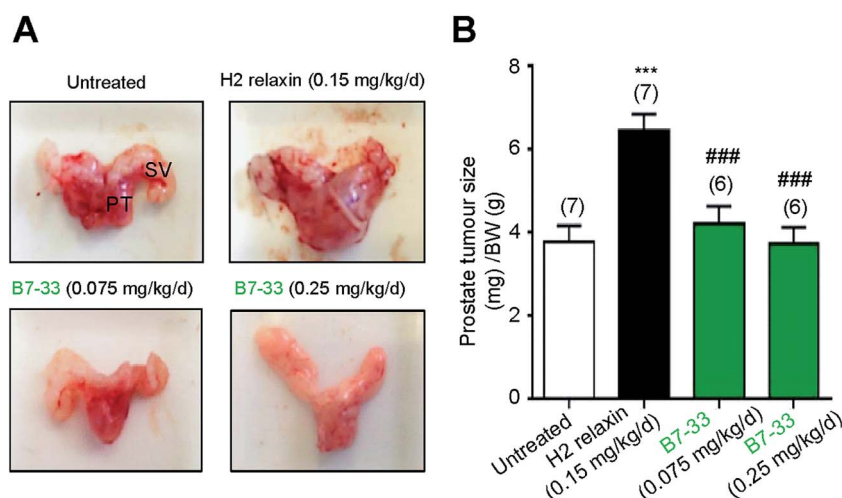 A
Untreated
H2 relaxin (0.15 mg/kg/d)
SV
PT
B7-33 (0.075 mg/kg/d)
B7-33 (0.25 mg/kg/d)
B
Prostate tumour size
(mg) /BW (g)
8
6
4
2
0
(7)
***
(7)
###
(6)
###
(6)
Untreated
H2 relaxin
(0.15 mg/kg/d)
B7-33
(0.075 mg/kg/d)
B7-33
(0.25 mg/kg/d)